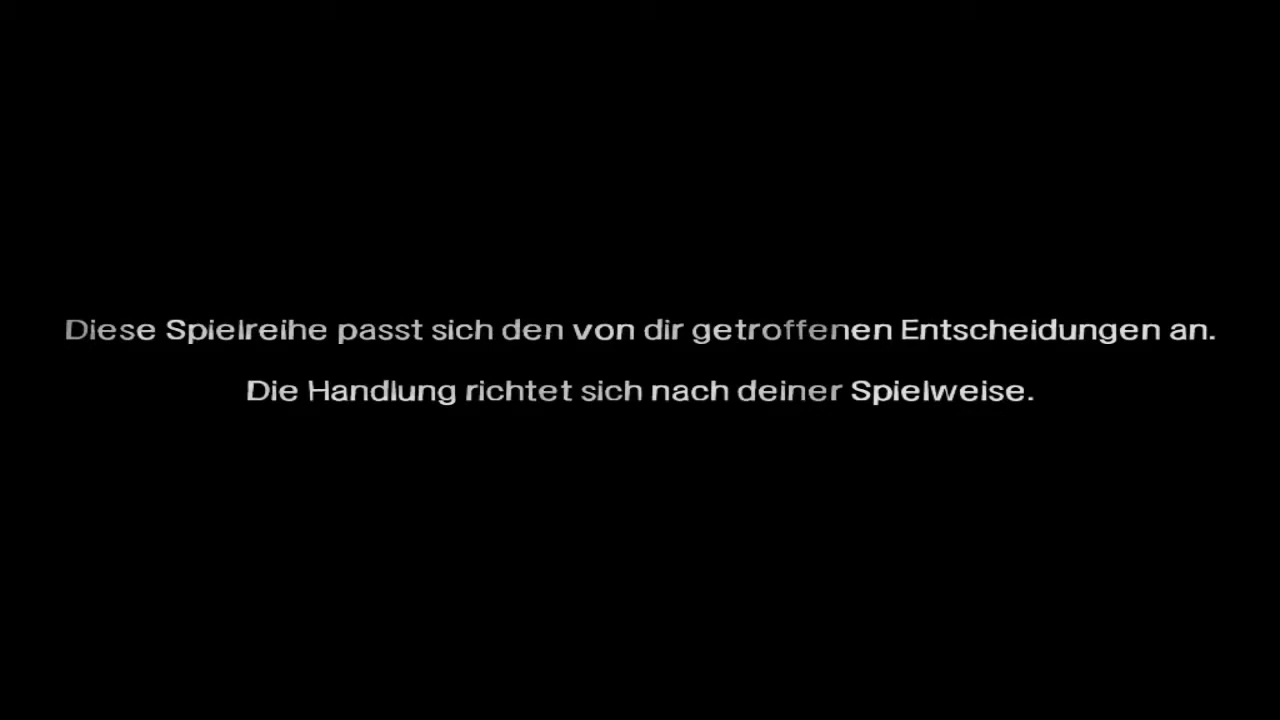 Diese Spielreihe passt sich den von dir getroffenen Entscheidungen an.
Die Handlung richtet sich nach deiner Spielweise.